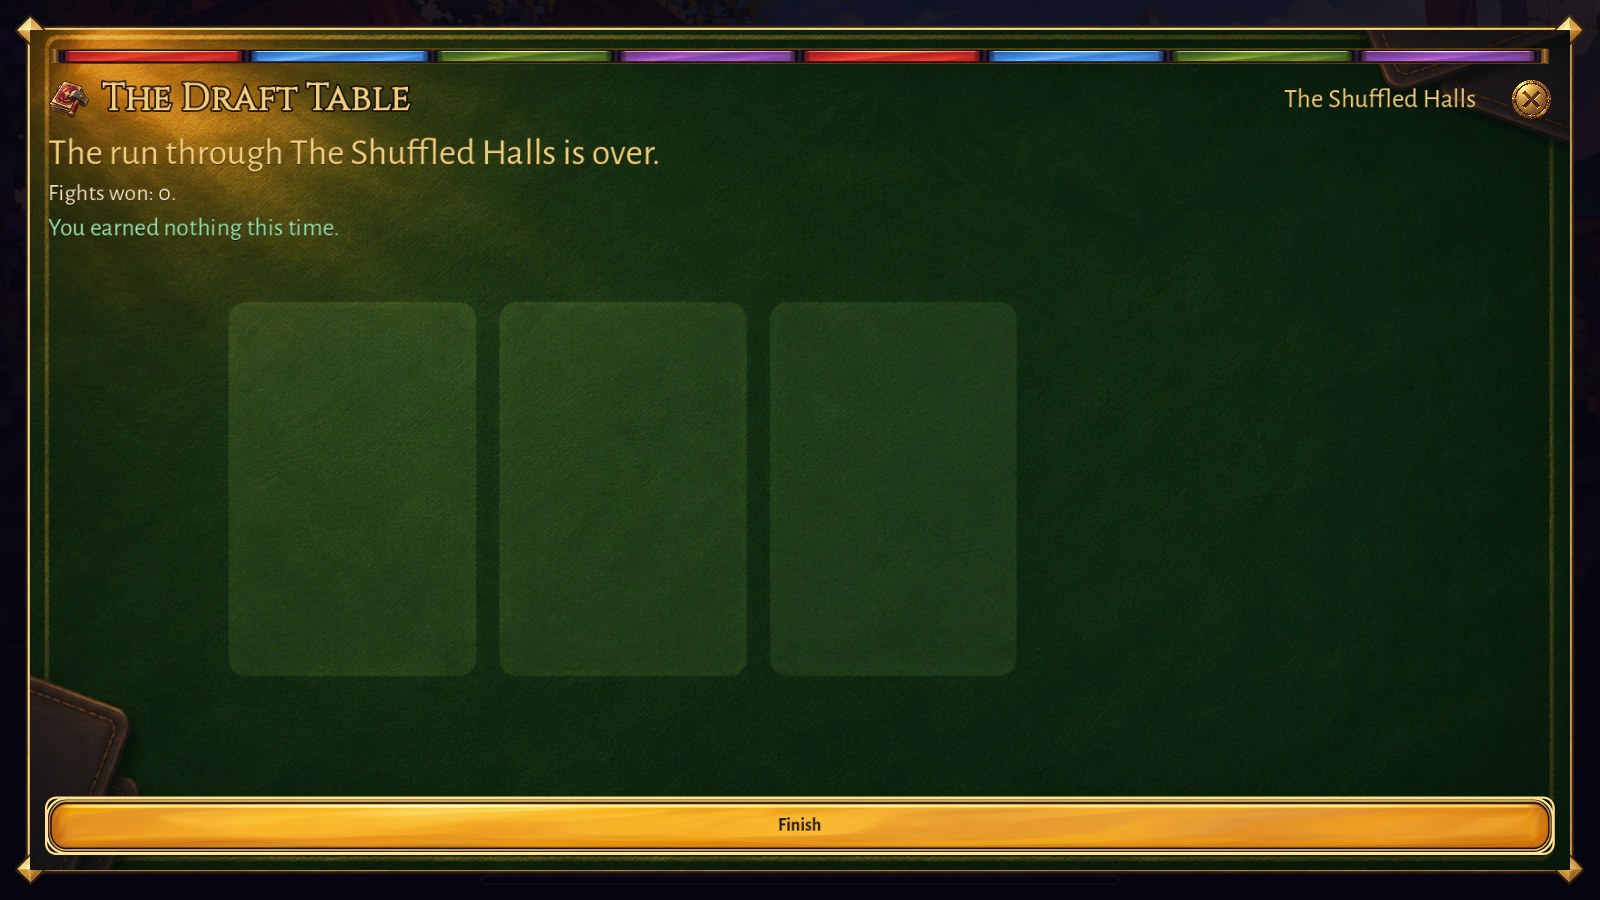 The Draft Table
The Shuffled Halls
The run through The Shuffled Halls is over.
Fights won: 0.
You earned nothing this time.
Finish